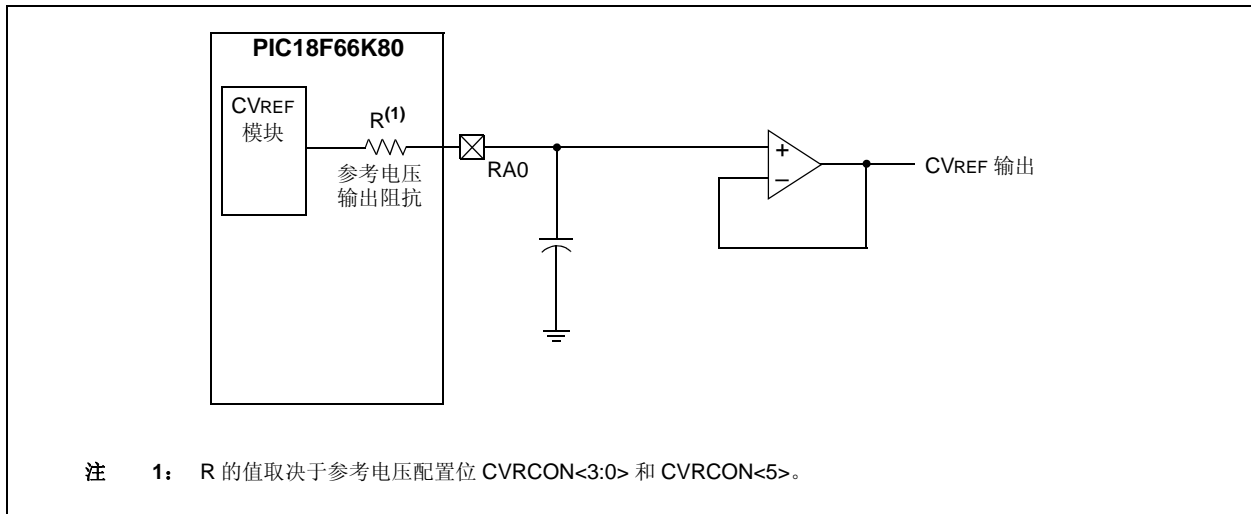 PIC18F66K80
CVREF
模块
R(1)
参考电压
输出阻抗
RA0
+
–
CVREF 输出
注 1： R 的值取决于参考电压配置位 CVRCON<3:0> 和 CVRCON<5>。